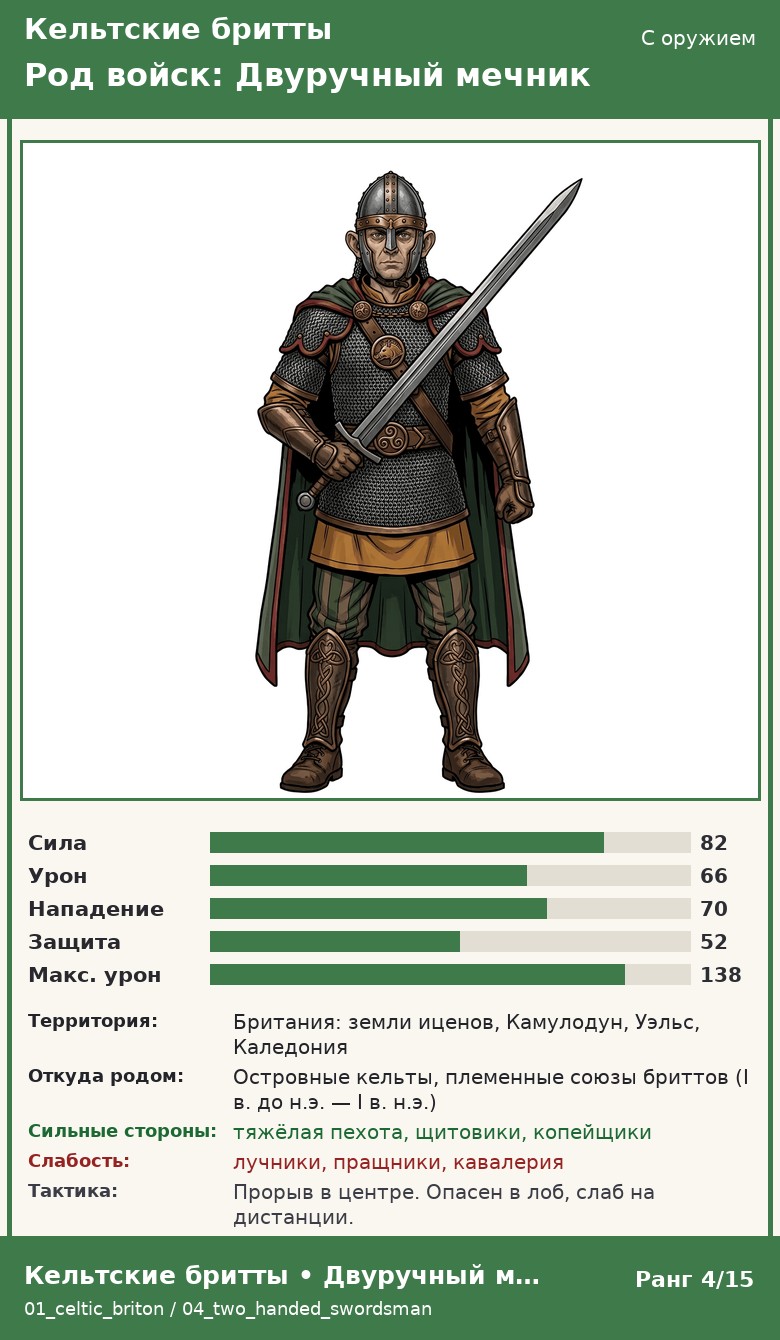 Кельтские бритты
С оружием
Род войск: Двуручный мечник
Сила 82
Урон 66
Нападение 70
Защита 52
Макс. урон 138
Территория: Британия: земли иценов, Камулодун, Уэльс,
Каледония
Откуда родом: Островные кельты, племенные союзы бриттов (I
в. до н.э. — I в. н.э.)
Сильные стороны: тяжёлая пехота, щитовики, копейщики
Слабость: лучники, пращники, кавалерия
Тактика: Прорыв в центре. Опасен в лоб, слаб на
дистанции.
Кельтские бритты • Двуручный м...
Ранг 4/15
01_celtic_briton / 04_two_handed_swordsman